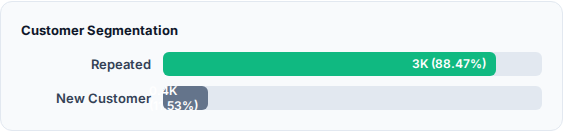 Customer Segmentation
Repeated
3K (88.47%)
New Customer
4K
53%)